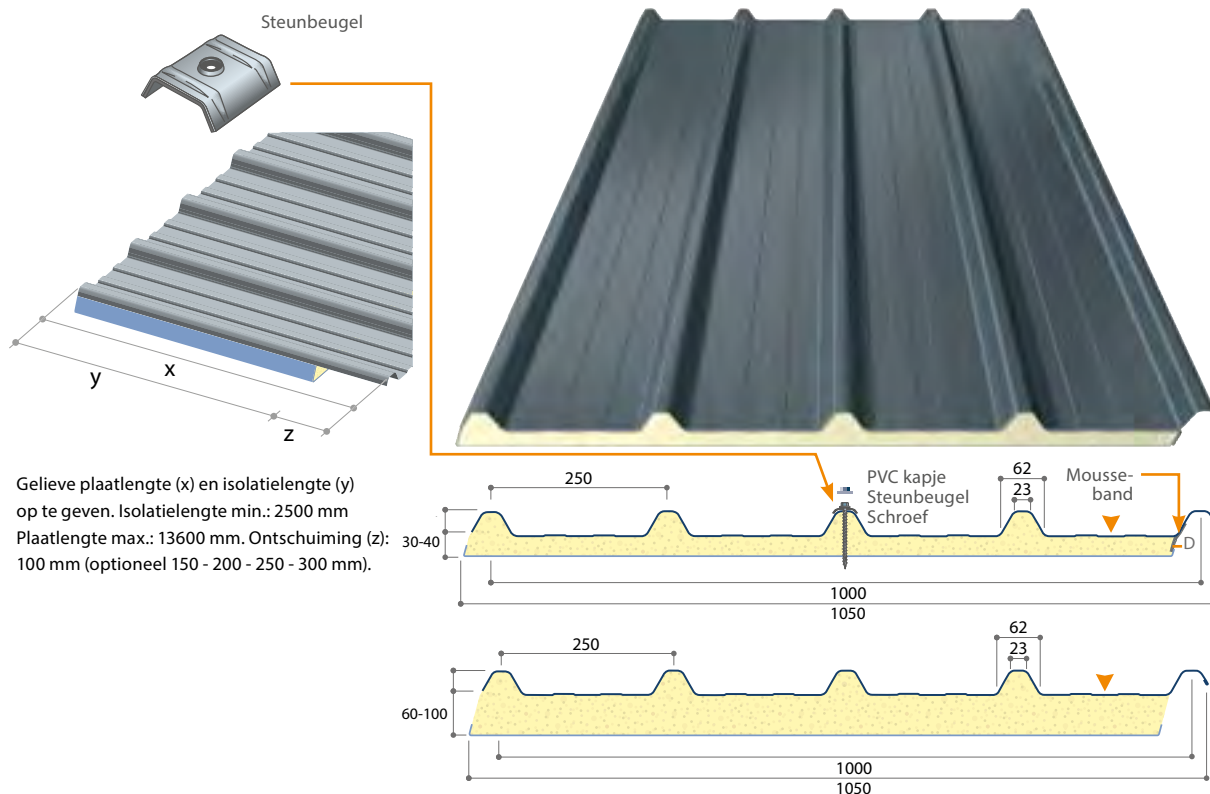 Steunbeugel
x
y
z
Gelieve plaatlengte (x) en isolatielengte (y)
op te geven. Isolatielengte min.: 2500 mm
Plaatlengte max.: 13600 mm. Ontschuiming (z):
100 mm (optioneel 150 - 200 - 250 - 300 mm).
250
PVC kapje
Steunbeugel
Schroef
62
23
Mousse-
band
30-40
D
1000
1050
250
62
23
60-100
1000
1050